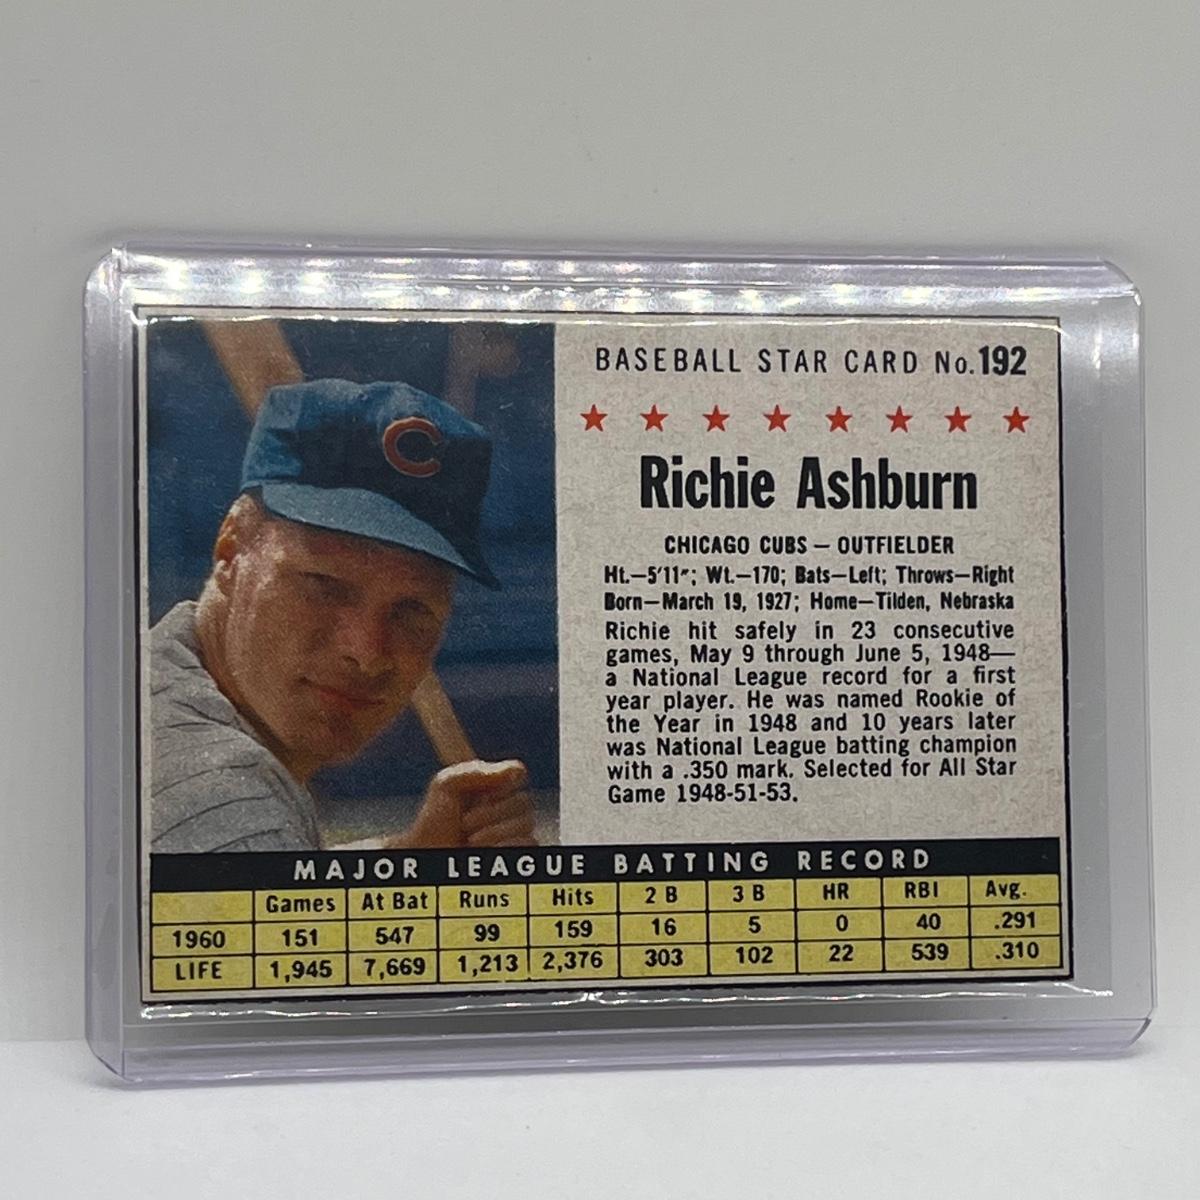 C
BASEBALL STAR CARD No. 192
Richie Ashburn
CHICAGO CUBS — OUTFIELDER
Ht.—5'11"; Wt.—170; Bats—Left; Throws—Right
Born—March 19, 1927; Home—Tilden, Nebraska
Richie hit safely in 23 consecutive
games, May 9 through June 5, 1948—
a National League record for a first
year player. He was named Rookie of
the Year in 1948 and 10 years later
was National League batting champion
with a .350 mark. Selected for All Star
Game 1948-51-53.
MAJOR LEAGUE BATTING RECORD
Games At Bat Runs Hits 2 B 3 B HR RBI Avg.
1960 151 547 99 159 16 5 0 40 .291
LIFE 1,945 7,669 1,213 2,376 303 102 22 539 .310